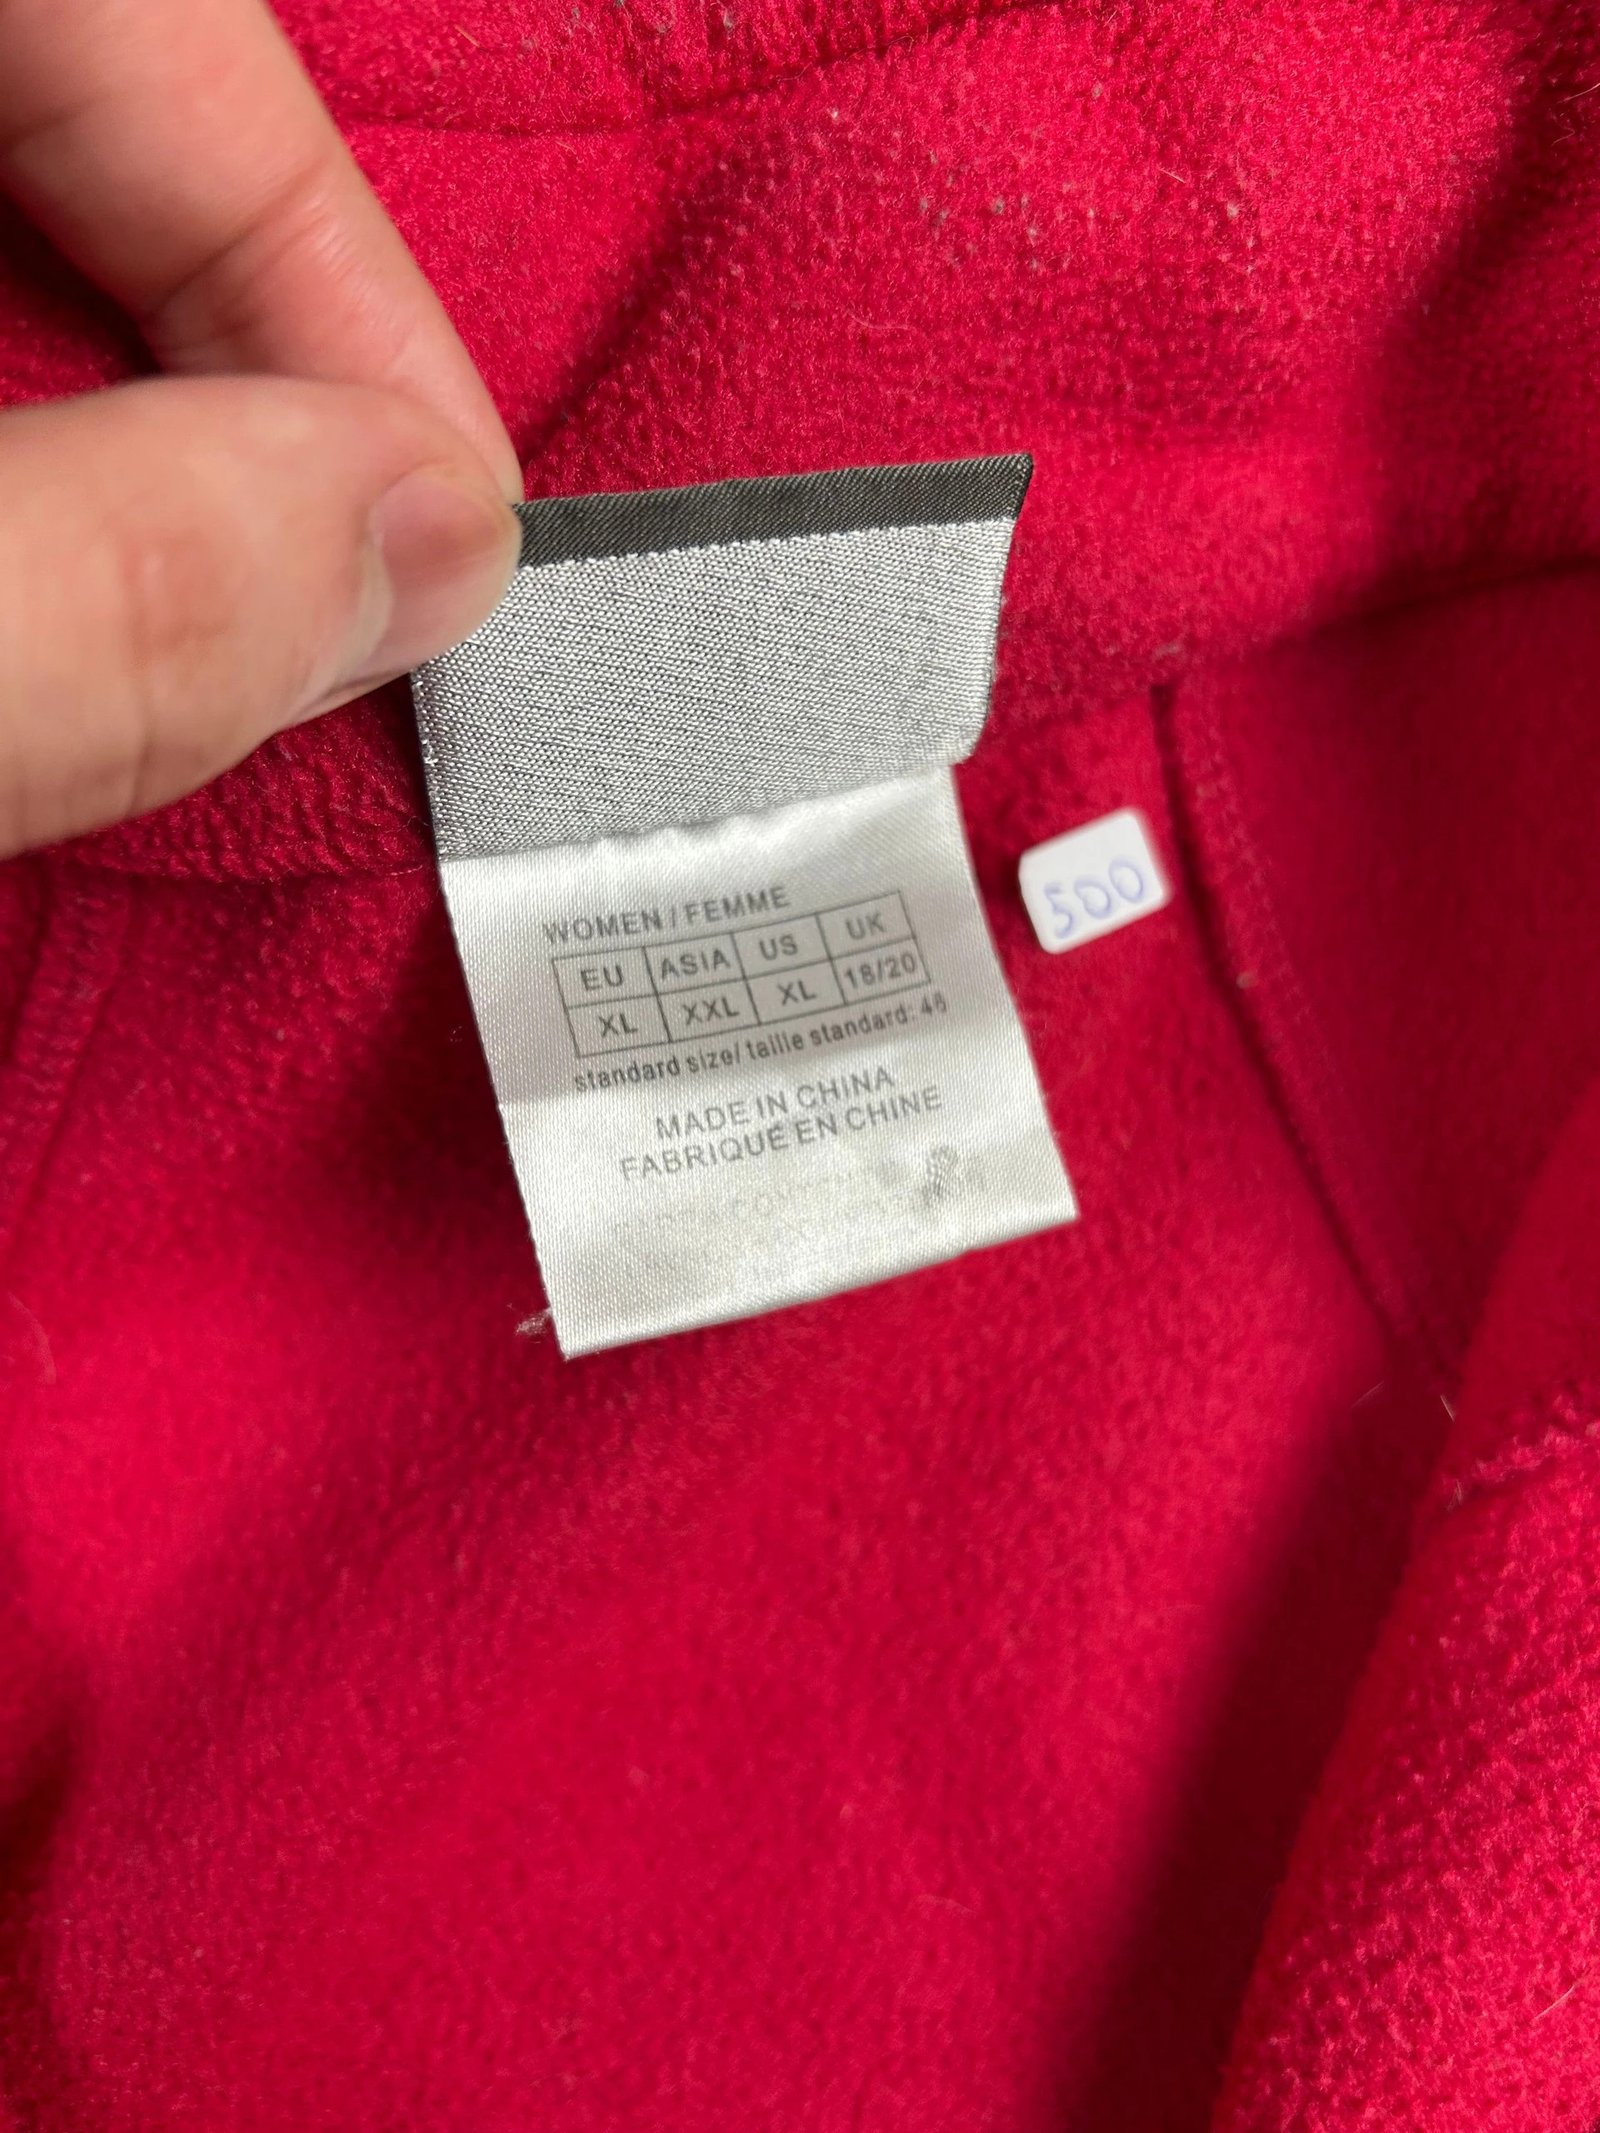 WOMEN / FEMME
EU ASIA US UK
XL XXL XL 18/20
standard size/ taille standard: 46
MADE IN CHINA
FABRIQUÉ EN CHINE
500